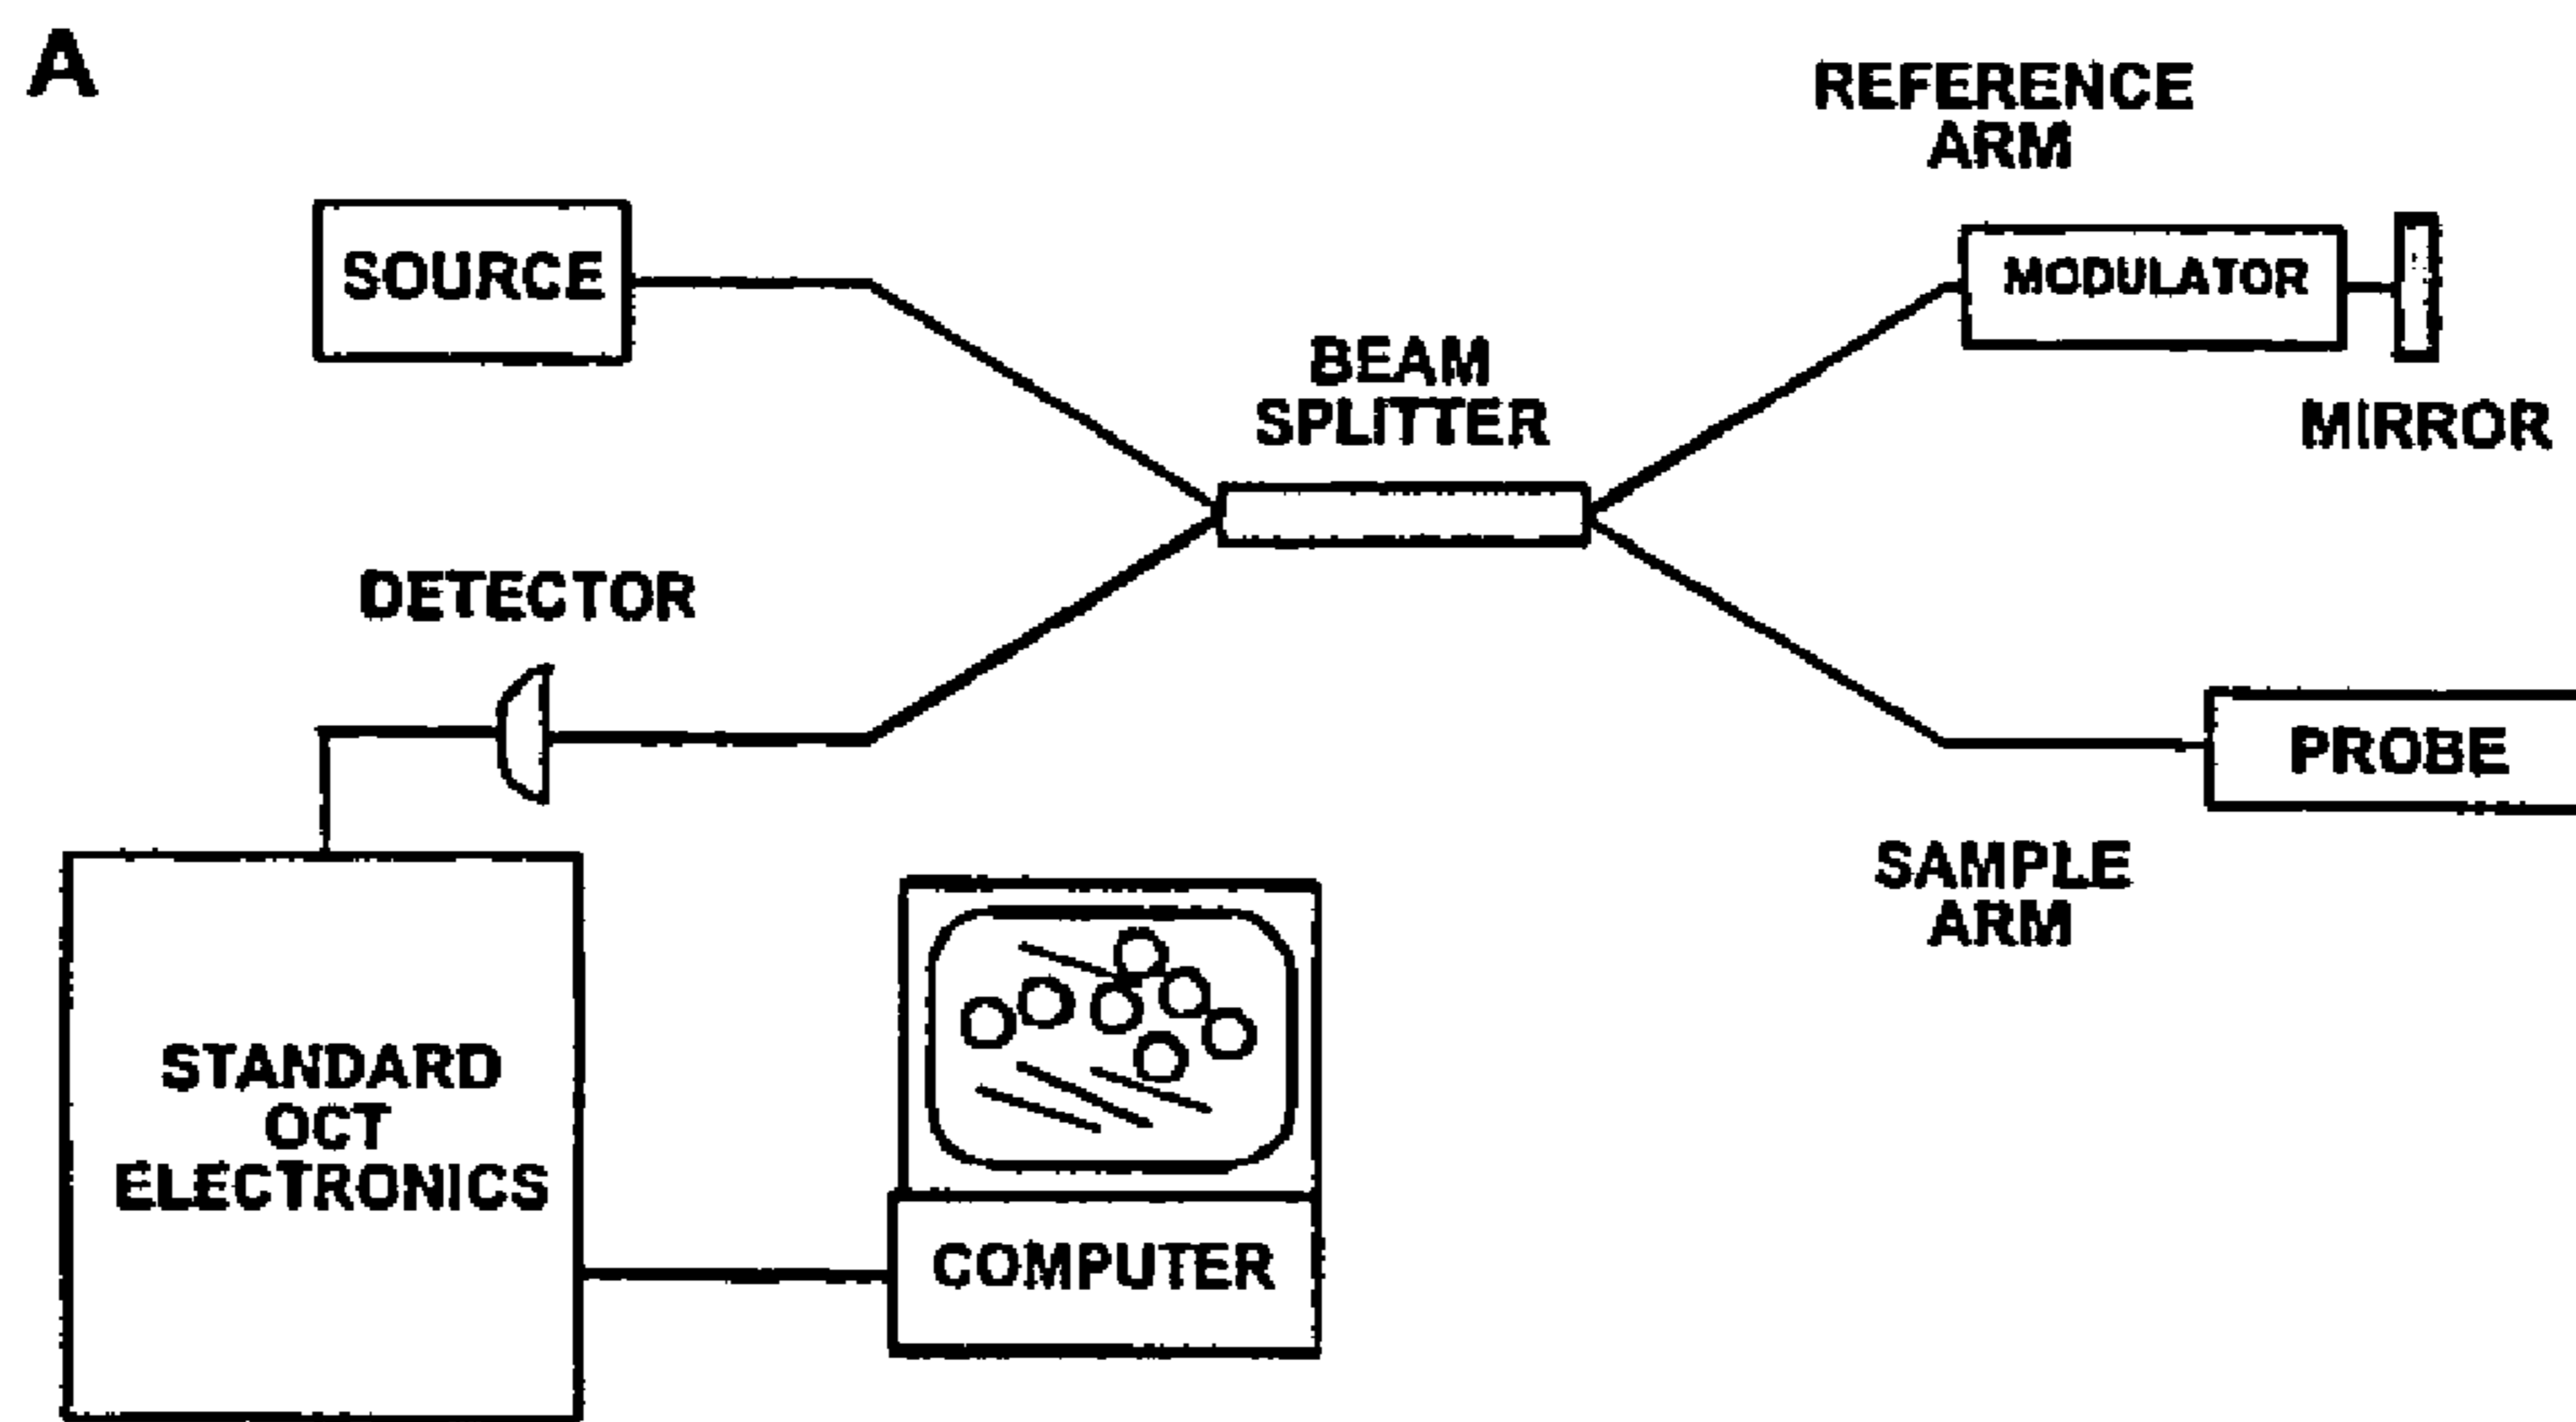 A
REFERENCE
ARM
SOURCE
MODULATOR
BEAM
SPLITTER
MIRROR
DETECTOR
PROBE
SAMPLE
ARM
STANDARD
OCT
ELECTRONICS
COMPUTER